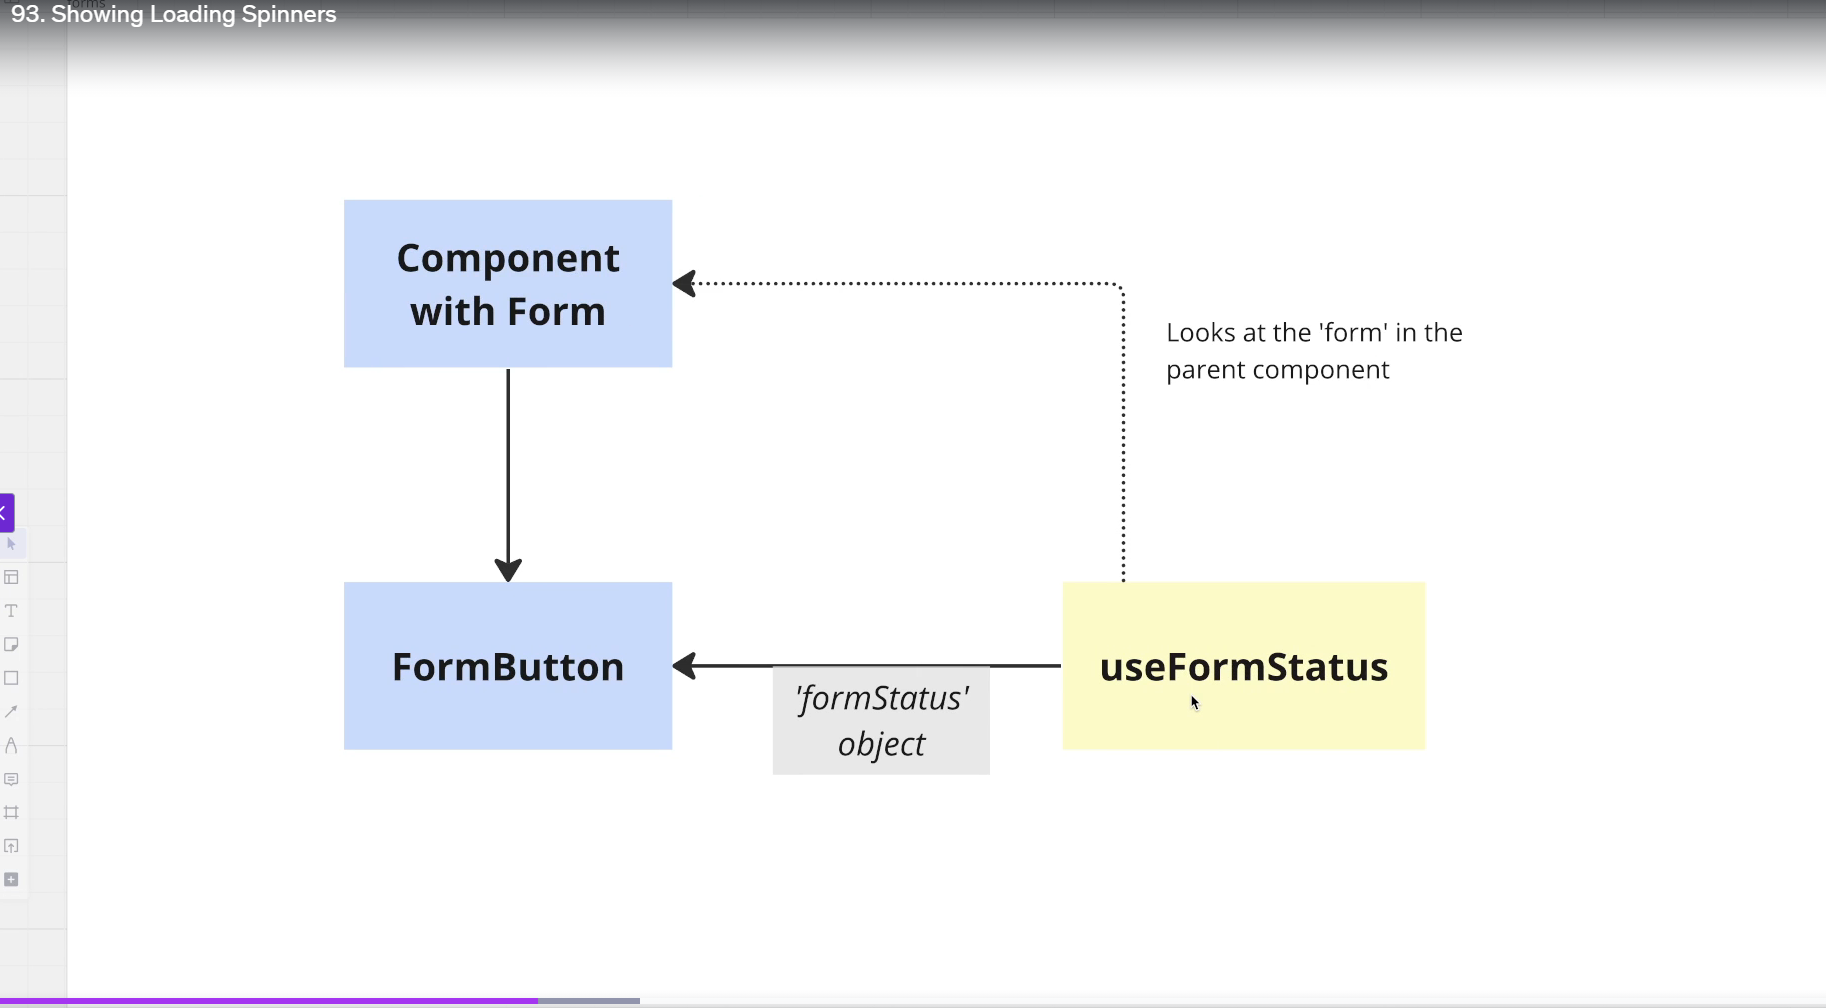 93. Showing Loading Spinners
Component
with Form
Looks at the 'form' in the
parent component
FormButton
useFormStatus
'formStatus'
object